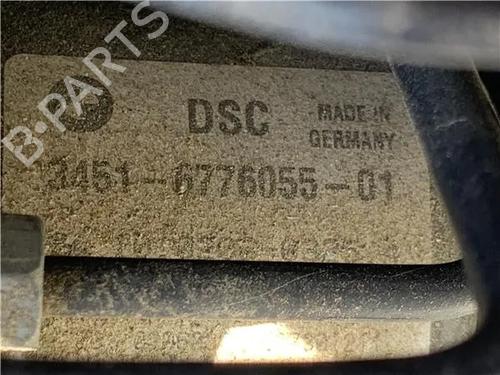 B-PARTS
DSC
MADE IN
GERMANY
3451-6776055-01